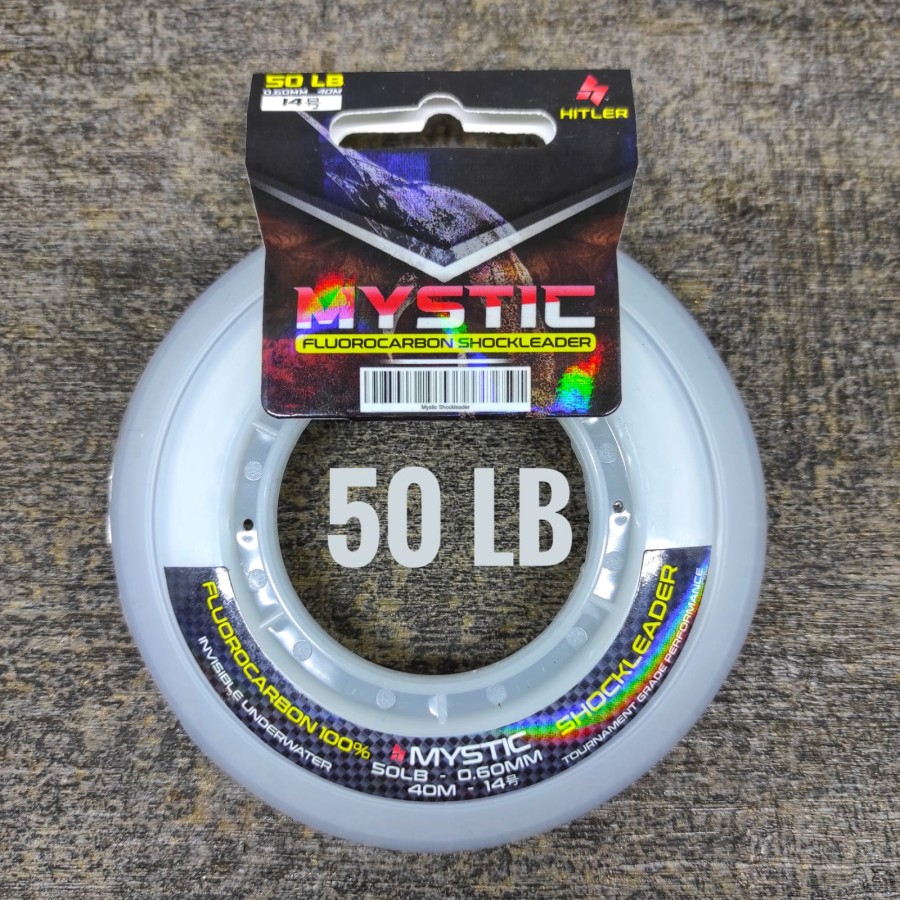 50 LB
0.60MM 40M
14号
HITLER
MYSTIC
FLUOROCARBON SHOCKLEADER
Mystic Shockleader
50 LB
FLUOROCARBON 100%
INVISIBLE UNDERWATER
MYSTIC
50LB - 0.60MM
40M - 14号
SHOCKLEADER
TOURNAMENT GRADE PERFORMANCE